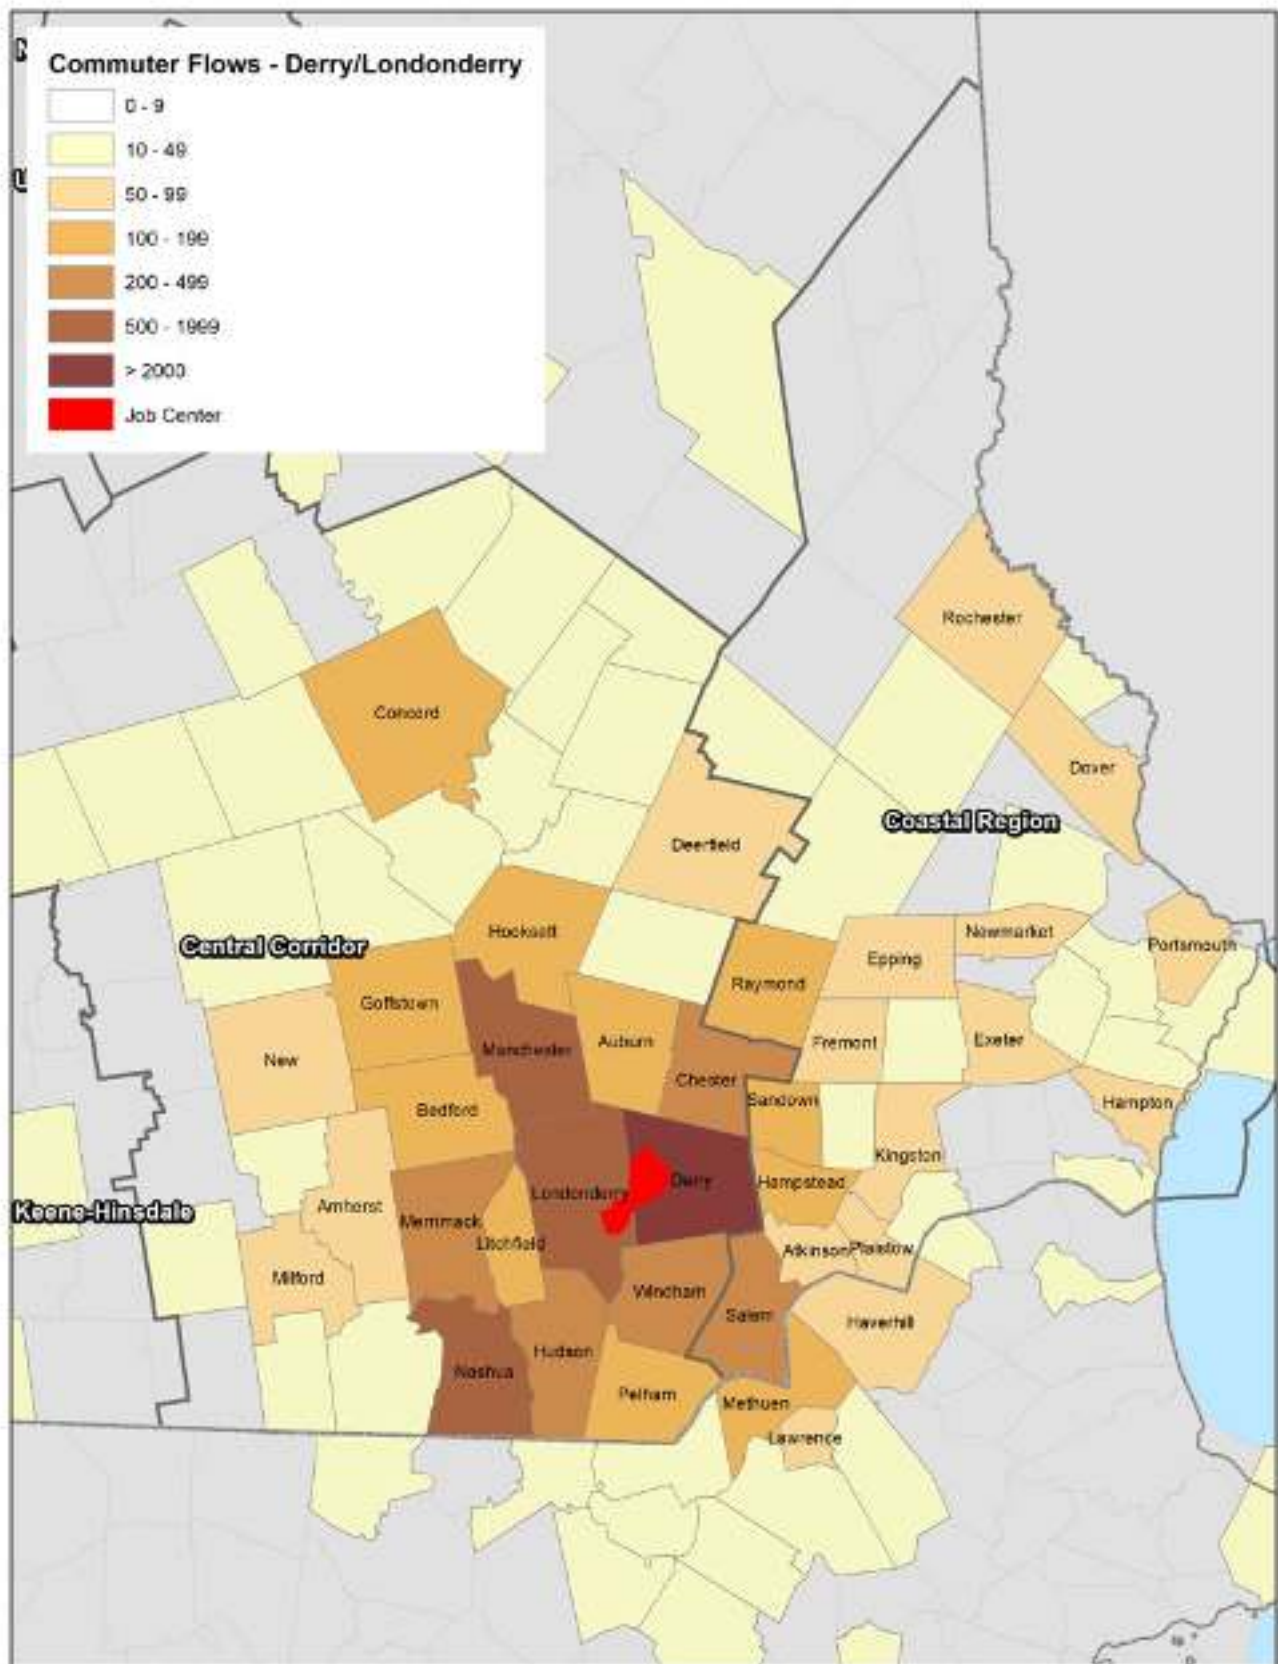 Commuter Flows - Derry/Londonderry
0 - 9
10 - 49
50 - 99
100 - 199
200 - 499
500 - 1999
> 2000
Job Center
Rochester
Concord
Dover
Coastal Region
Deerfield
Hooksett
Newmarket
Portsmouth
Central Corridor
Epping
Raymond
Goffstown
Auburn
Fremont
Exeter
Manchester
New
Chester
Sandown
Hampton
Bedford
Kingston
Derry
Hampstead
Londonderry
Amherst
Keene-Hinsdale
Merrimack
Litchfield
Atkinson
Plaistow
Milford
Windham
Salem
Haverhill
Hudson
Nashua
Pelham
Methuen
Lawrence